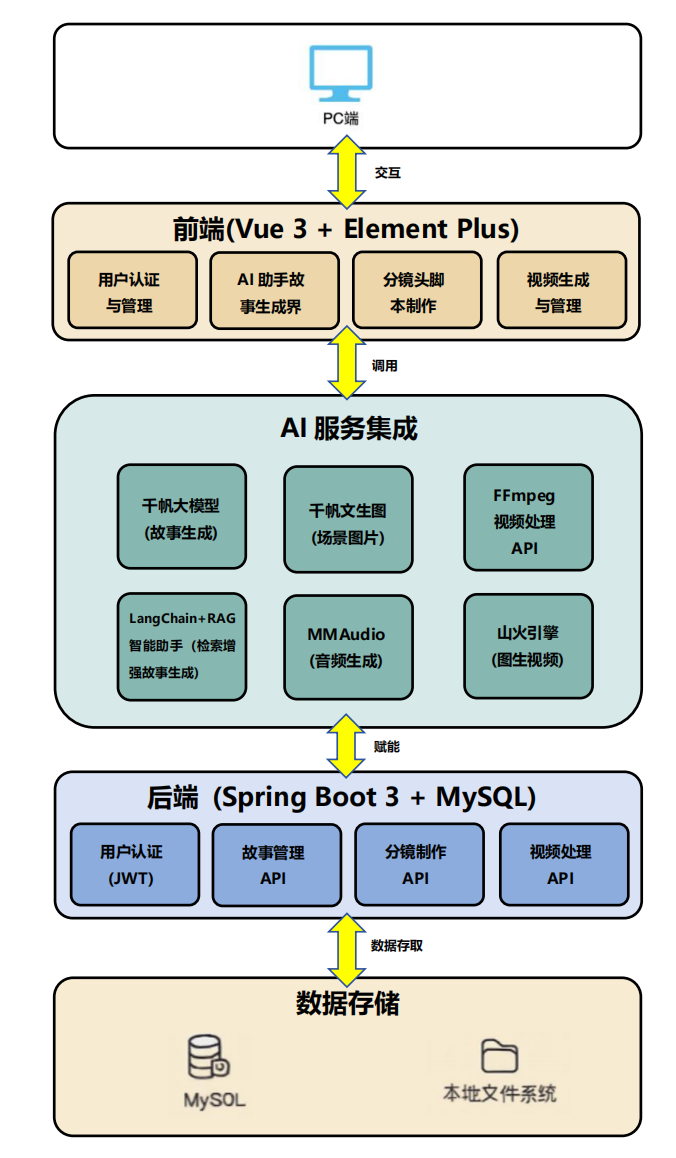 PC端
交互
前端(Vue 3 + Element Plus)
用户认证
与管理
AI 助手故
事生成界
分镜头脚
本制作
视频生成
与管理
调用
AI 服务集成
千帆大模型
(故事生成)
千帆文生图
(场景图片)
FFmpeg
视频处理
API
LangChain+RAG
智能助手（检索增
强故事生成）
MMAudio
(音频生成)
山火引擎
(图生视频)
赋能
后端（Spring Boot 3 + MySQL)
用户认证
(JWT)
故事管理
API
分镜制作
API
视频处理
API
数据存取
数据存储
MySQL
本地文件系统